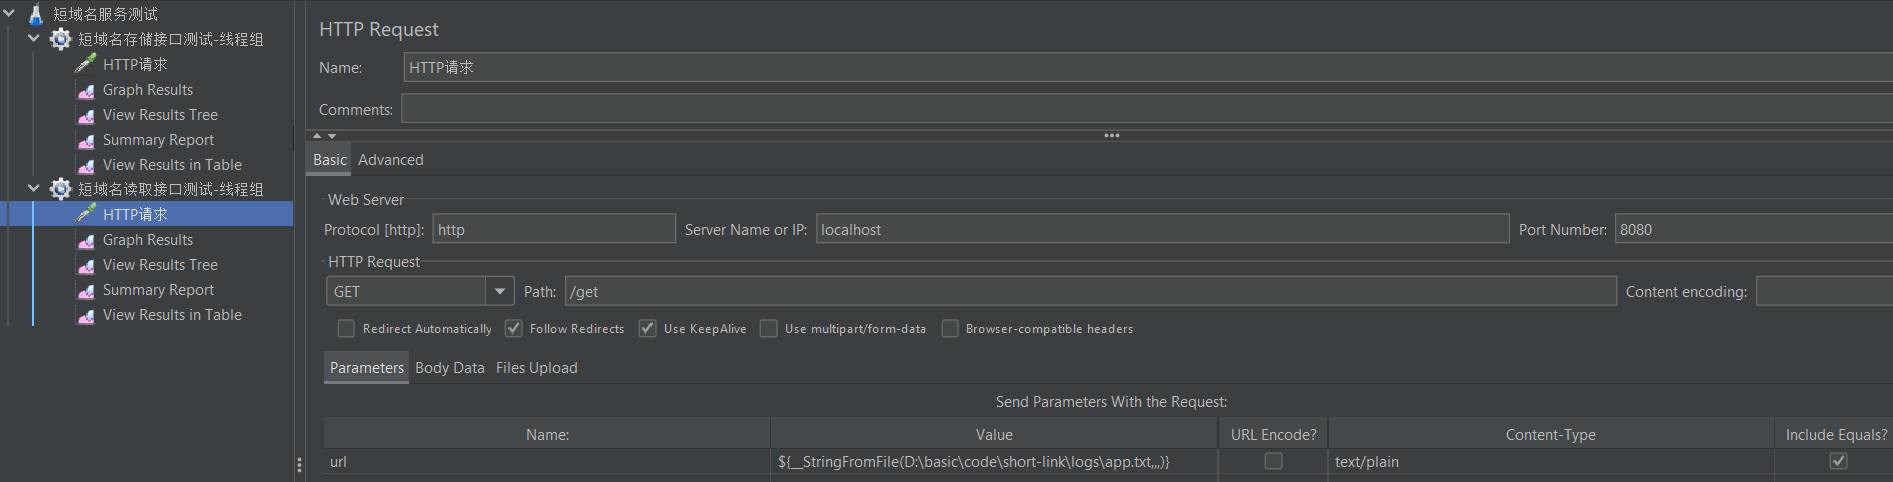 短域名服务测试
短域名存储接口测试-线程组
HTTP请求
Graph Results
View Results Tree
Summary Report
View Results in Table
短域名读取接口测试-线程组
HTTP请求
Graph Results
View Results Tree
Summary Report
View Results in Table
HTTP Request
Name: HTTP请求
Comments:
Basic Advanced
Web Server
Protocol [http]: http Server Name or IP: localhost Port Number: 8080
HTTP Request
GET Path: /get Content encoding:
Redirect Automatically Follow Redirects Use KeepAlive Use multipart/form-data Browser-compatible headers
Parameters Body Data Files Upload
Send Parameters With the Request:
Name: Value URL Encode? Content-Type Include Equals?
url ${__StringFromFile(D:\basic\code\short-link\logs\app.txt,,,)} text/plain